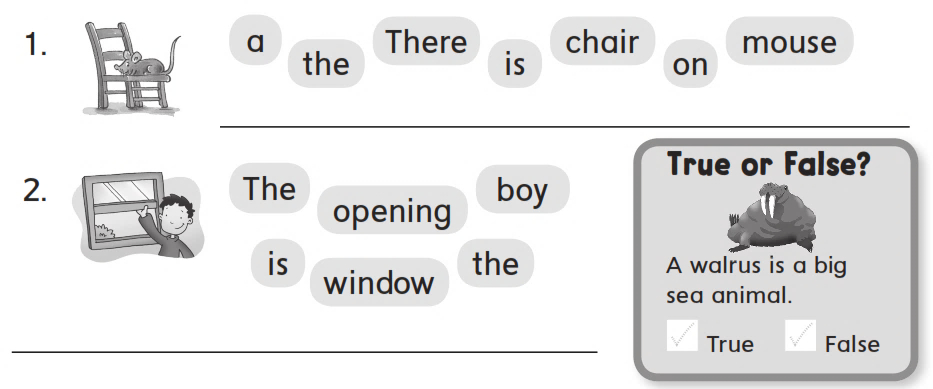 1. a the There is chair on mouse
2. The opening boy
is window the
True or False?
A walrus is a big
sea animal.
True False